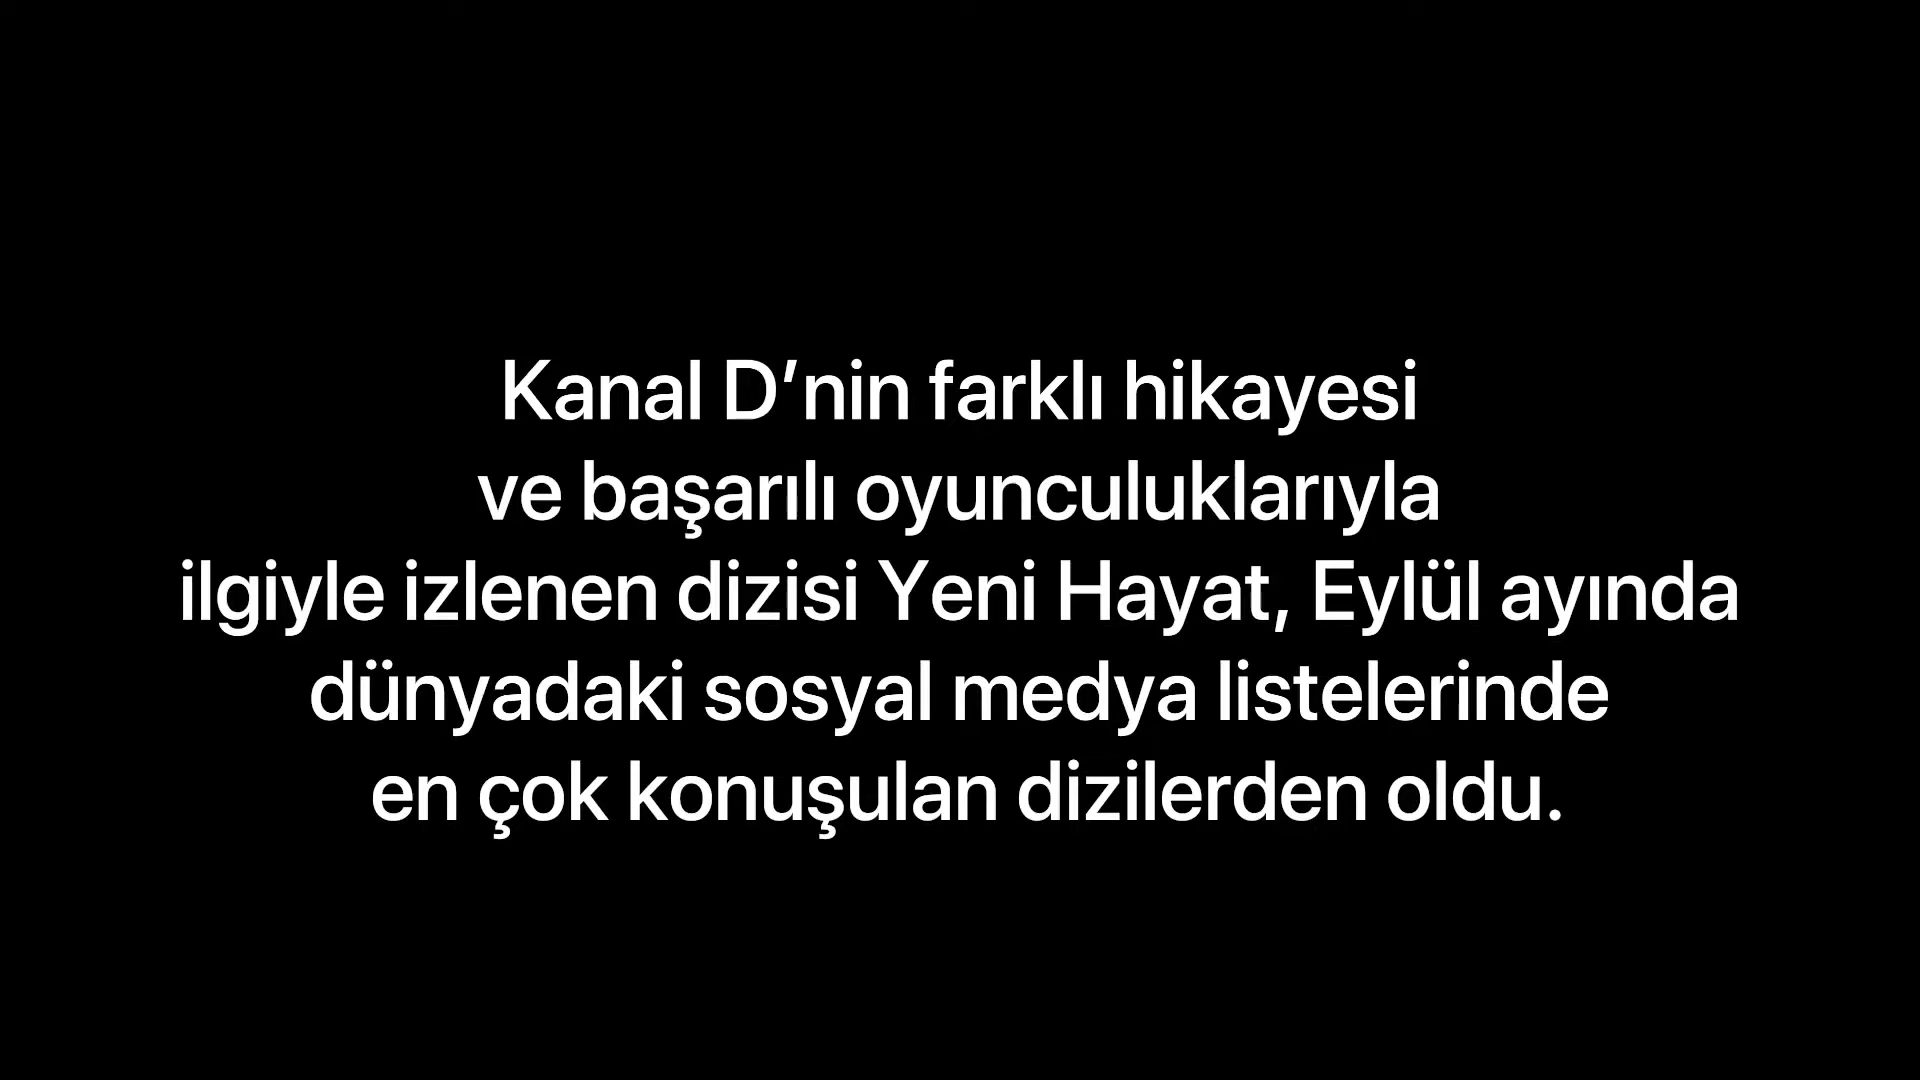 Kanal D’nin farklı hikayesi
ve başarılı oyunculuklarıyla
ilgiyle izlenen dizisi Yeni Hayat, Eylül ayında
dünyadaki sosyal medya listelerinde
en çok konuşulan dizilerden oldu.